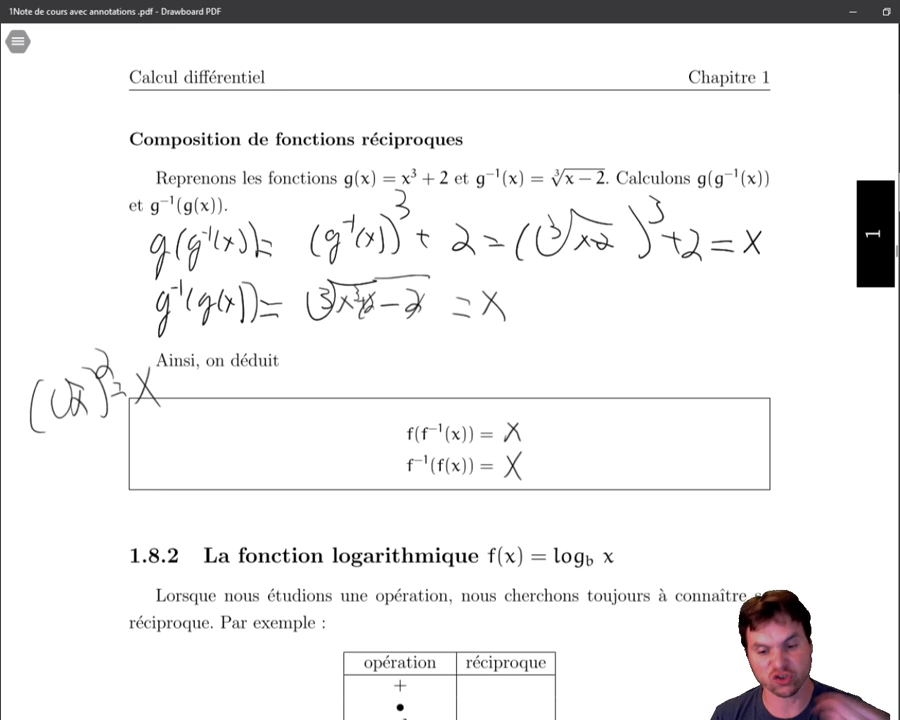 1Note de cours avec annotations .pdf - Drawboard PDF
Calcul différentiel Chapitre 1
Composition de fonctions réciproques
Reprenons les fonctions g(x) = x³ + 2 et g⁻¹(x) = ∛(x − 2). Calculons g(g⁻¹(x))
et g⁻¹(g(x)).
g(g⁻¹(x)) = (g⁻¹(x))³ + 2 = (∛x-2)³ + 2 = x
g⁻¹(g(x)) = ∛x³+2-2 = x
1
Ainsi, on déduit
(√x)² = x
f(f⁻¹(x)) = x
f⁻¹(f(x)) = x
1.8.2 La fonction logarithmique f(x) = log_b x
Lorsque nous étudions une opération, nous cherchons toujours à connaître
réciproque. Par exemple :
opération réciproque
+
•